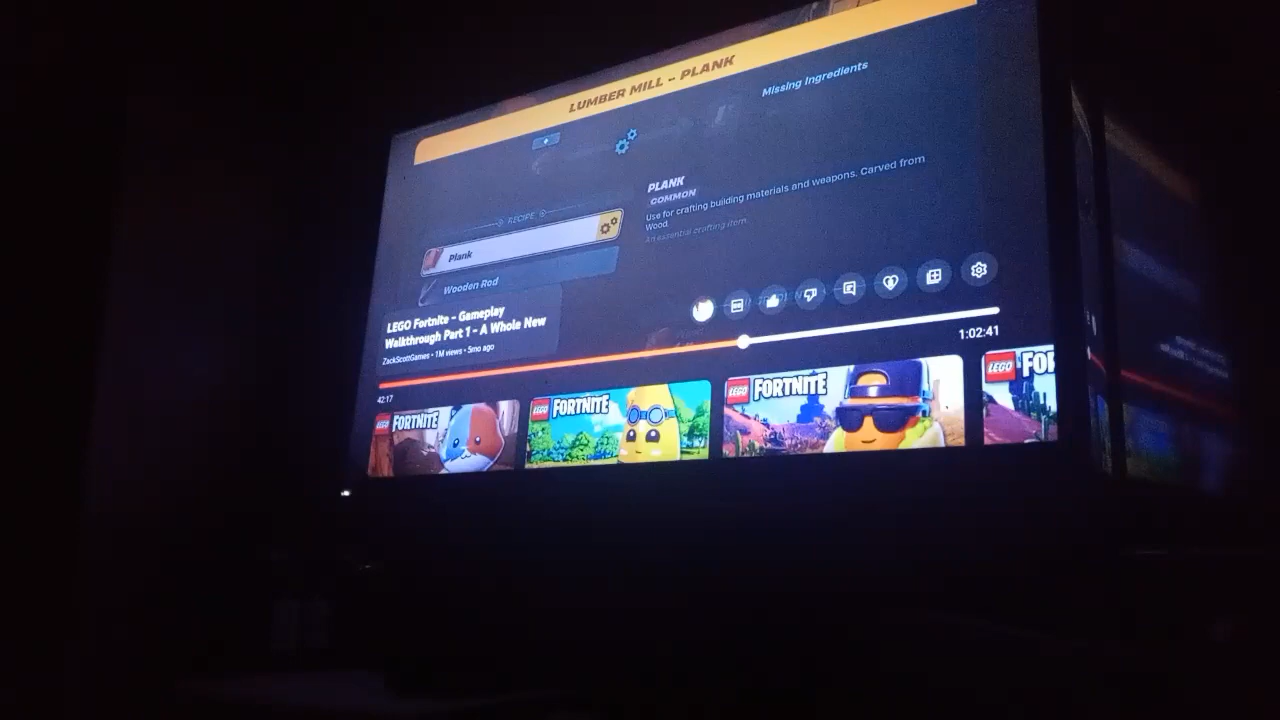 LUMBER MILL - PLANK
Missing Ingredients
PLANK
COMMON
Use for crafting building materials and weapons. Carved from
Wood.
An essential crafting item.
RECIPE
Plank
Wooden Rod
LEGO Fortnite - Gameplay
Walkthrough Part 1 - A Whole New
ZackScottGames • 1M views • 5mo ago
42:17
1:02:41
LEGO FORTNITE
LEGO FORTNITE
LEGO FORTNITE
LEGO FO